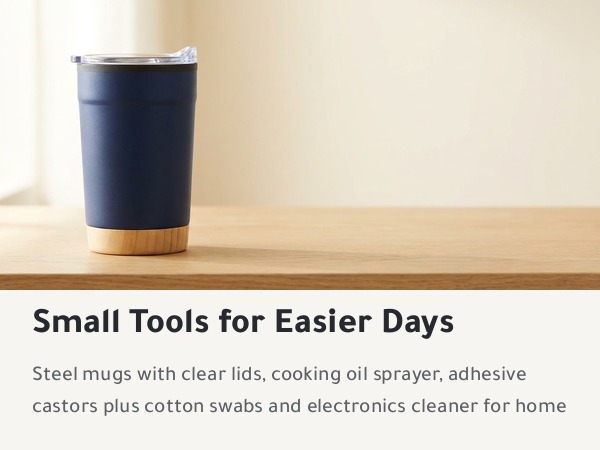 Small Tools for Easier Days
Steel mugs with clear lids, cooking oil sprayer, adhesive
castors plus cotton swabs and electronics cleaner for home